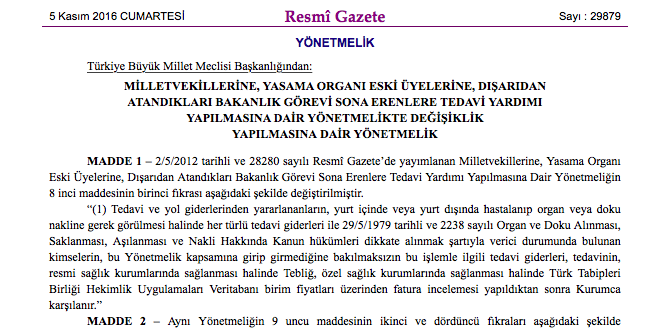 5 Kasım 2016 CUMARTESİ
Resmî Gazete
Sayı : 29879
YÖNETMELİK
Türkiye Büyük Millet Meclisi Başkanlığından:
MİLLETVEKİLLERİNE, YASAMA ORGANI ESKİ ÜYELERİNE, DIŞARIDAN
ATANDIKLARI BAKANLIK GÖREVİ SONA ERENLERE TEDAVİ YARDIMI
YAPILMASINA DAİR YÖNETMELİKTE DEĞİŞİKLİK
YAPILMASINA DAİR YÖNETMELİK
MADDE 1 – 2/5/2012 tarihli ve 28280 sayılı Resmî Gazete’de yayımlanan Milletvekillerine, Yasama Organı
Eski Üyelerine, Dışarıdan Atandıkları Bakanlık Görevi Sona Erenlere Tedavi Yardımı Yapılmasına Dair Yönetmeliğin
8 inci maddesinin birinci fıkrası aşağıdaki şekilde değiştirilmiştir.
“(1) Tedavi ve yol giderlerinden yararlananların, yurt içinde veya yurt dışında hastalanıp organ veya doku
nakline gerek görülmesi halinde her türlü tedavi giderleri ile 29/5/1979 tarihli ve 2238 sayılı Organ ve Doku Alınması,
Saklanması, Aşılanması ve Nakli Hakkında Kanun hükümleri dikkate alınmak şartıyla verici durumunda bulunan
kimselerin, bu Yönetmelik kapsamına girip girmediğine bakılmaksızın bu işlemle ilgili tedavi giderleri, tedavinin,
resmi sağlık kurumlarında sağlanması halinde Tebliğ, özel sağlık kurumlarında sağlanması halinde Türk Tabipleri
Birliği Hekimlik Uygulamaları Veritabanı birim fiyatları üzerinden fatura incelemesi yapıldıktan sonra Kurumca
karşılanır.”
MADDE 2 – Aynı Yönetmeliğin 9 uncu maddesinin ikinci ve dördüncü fıkraları aşağıdaki şekilde